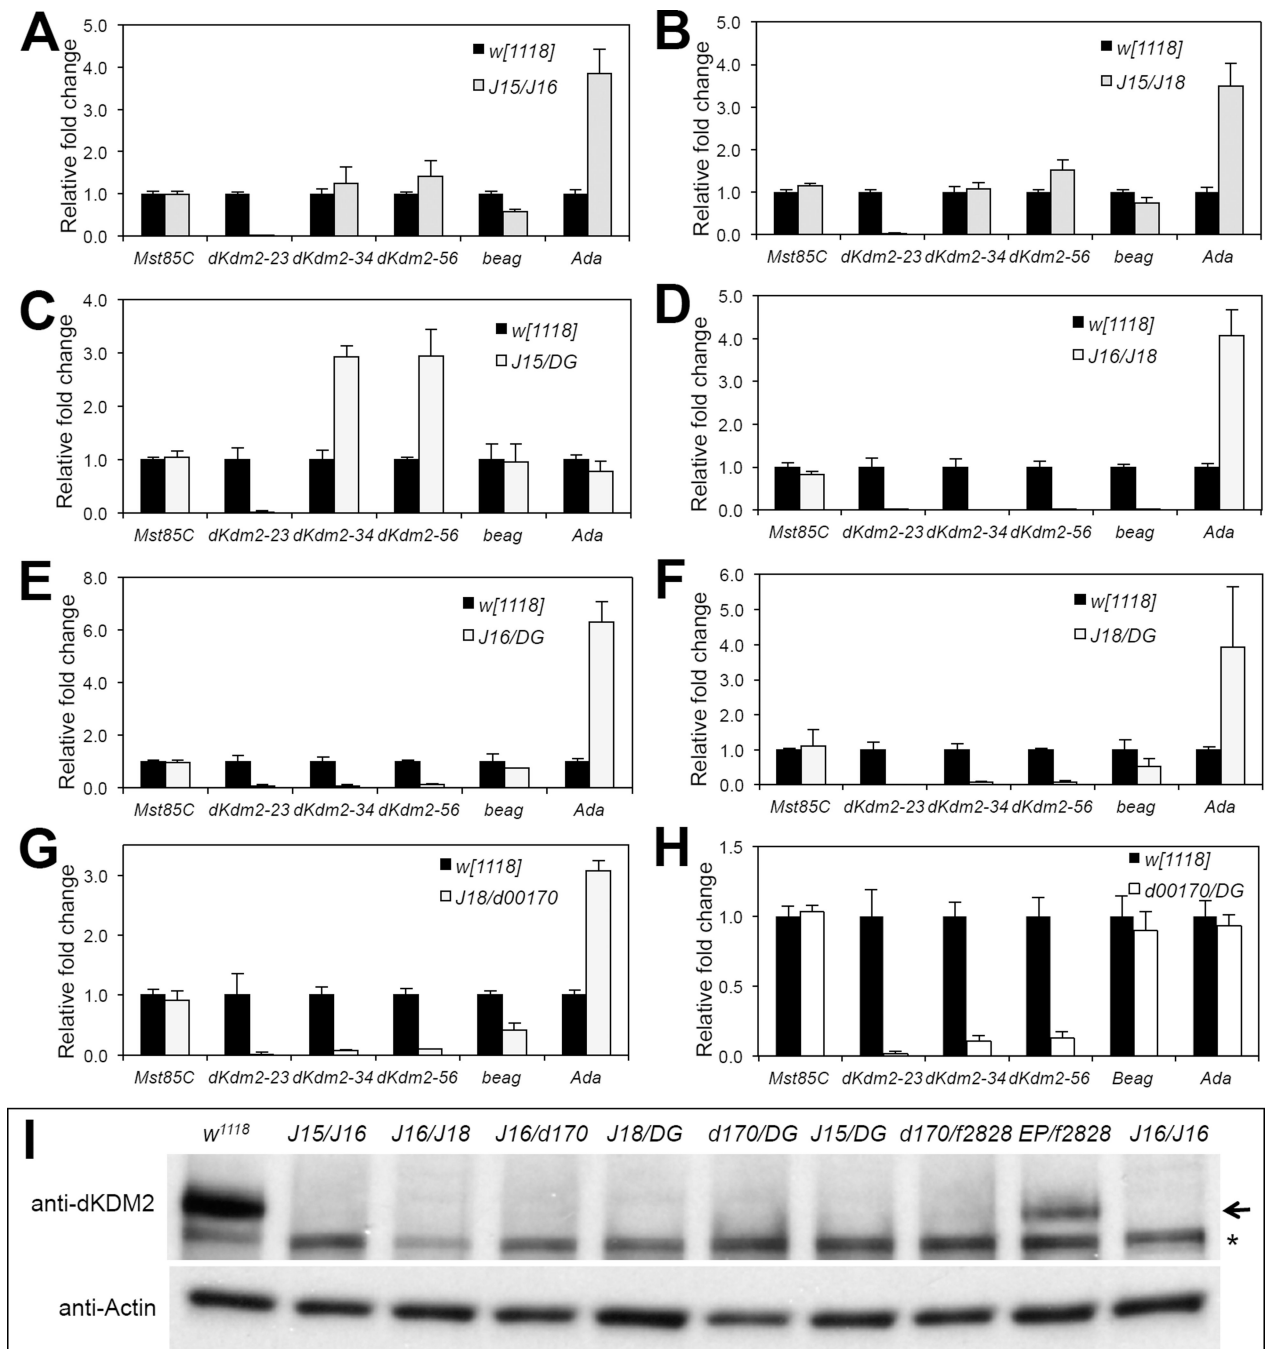 A
Relative fold change
5.0
4.0
3.0
2.0
1.0
0.0
w[1118]
J15/J16
Mst85C dKdm2-23 dKdm2-34 dKdm2-56 beag Ada
B
Relative fold change
5.0
4.0
3.0
2.0
1.0
0.0
w[1118]
J15/J18
Mst85C dKdm2-23 dKdm2-34 dKdm2-56 beag Ada
C
Relative fold change
4.0
3.0
2.0
1.0
0.0
w[1118]
J15/DG
Mst85C dKdm2-23 dKdm2-34 dKdm2-56 beag Ada
D
Relative fold change
5.0
4.0
3.0
2.0
1.0
0.0
w[1118]
J16/J18
Mst85C dKdm2-23 dKdm2-34 dKdm2-56 beag Ada
E
Relative fold change
8.0
6.0
4.0
2.0
0.0
w[1118]
J16/DG
Mst85C dKdm2-23 dKdm2-34 dKdm2-56 beag Ada
F
Relative fold change
6.0
5.0
4.0
3.0
2.0
1.0
0.0
w[1118]
J18/DG
Mst85C dKdm2-23 dKdm2-34 dKdm2-56 beag Ada
G
Relative fold change
3.0
2.0
1.0
0.0
w[1118]
J18/d00170
Mst85C dKdm2-23 dKdm2-34 dKdm2-56 beag Ada
H
Relative fold change
1.5
1.0
0.5
0.0
w[1118]
d00170/DG
Mst85C dKdm2-23 dKdm2-34 dKdm2-56 Beag Ada
I
w1118 J15/J16 J16/J18 J16/d170 J18/DG d170/DG J15/DG d170/f2828 EP/f2828 J16/J16
anti-dKDM2
*
anti-Actin